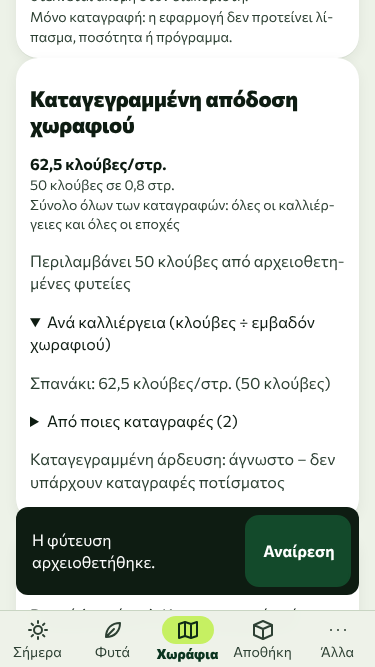 Μόνο καταγραφή: η εφαρμογή δεν προτείνει λί-
πασμα, ποσότητα ή πρόγραμμα.
Καταγεγραμμένη απόδοση
χωραφιού
62,5 κλούβες/στρ.
50 κλούβες σε 0,8 στρ.
Σύνολο όλων των καταγραφών: όλες οι καλλιέρ-
γειες και όλες οι εποχές
Περιλαμβάνει 50 κλούβες από αρχειοθετη-
μένες φυτείες
▼ Ανά καλλιέργεια (κλούβες ÷ εμβαδόν
χωραφιού)
Σπανάκι: 62,5 κλούβες/στρ. (50 κλούβες)
▶ Από ποιες καταγραφές (2)
Καταγεγραμμένη άρδευση: άγνωστο – δεν
υπάρχουν καταγραφές ποτίσματος
Η φύτευση
αρχειοθετήθηκε.
Αναίρεση
Σήμερα
Φυτά
Χωράφια
Αποθήκη
Άλλα